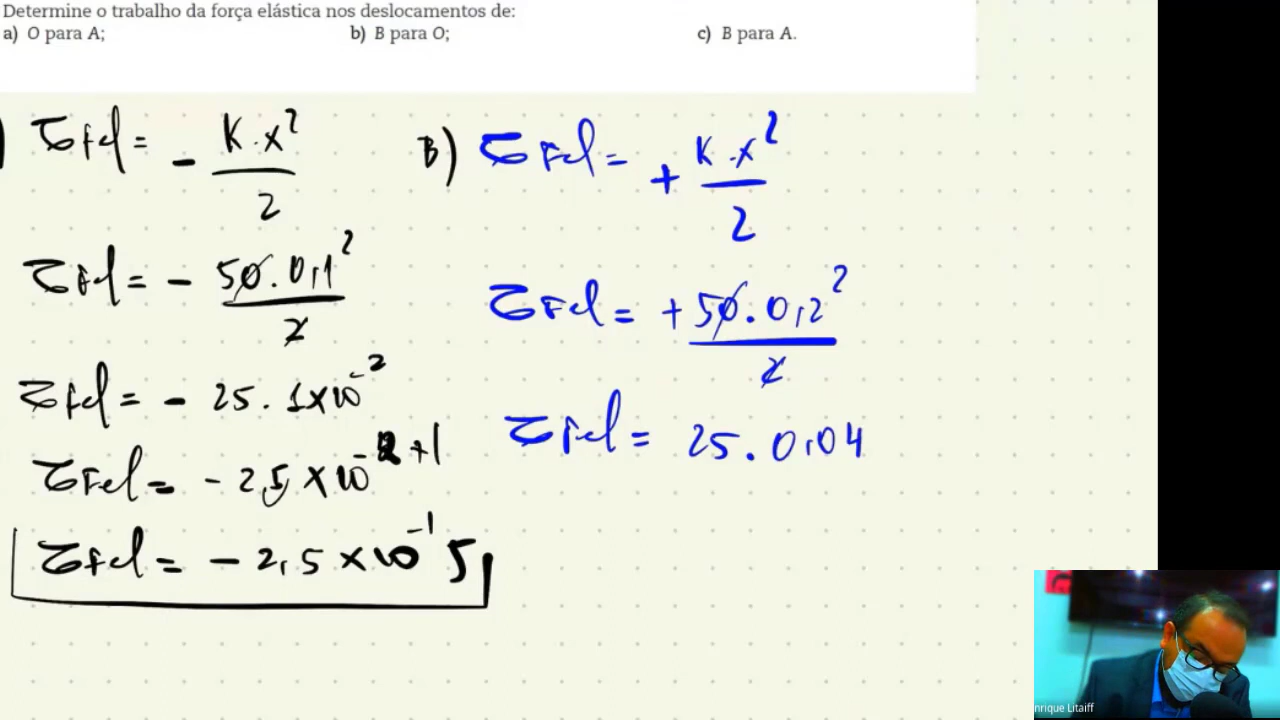 Determine o trabalho da força elástica nos deslocamentos de:
a) O para A; b) B para O; c) B para A.
) τFel = - K.x²/2
τFel = - 50.0,1²/2
τFel = - 25.1x10⁻²
τFel = - 2,5 x 10⁻²⁺¹
τFel = - 2,5 x 10⁻¹ J
B) τFel = + K.x²/2
τFel = + 50.0,2²/2
τFel = 25.0,04
nrique Litaiff